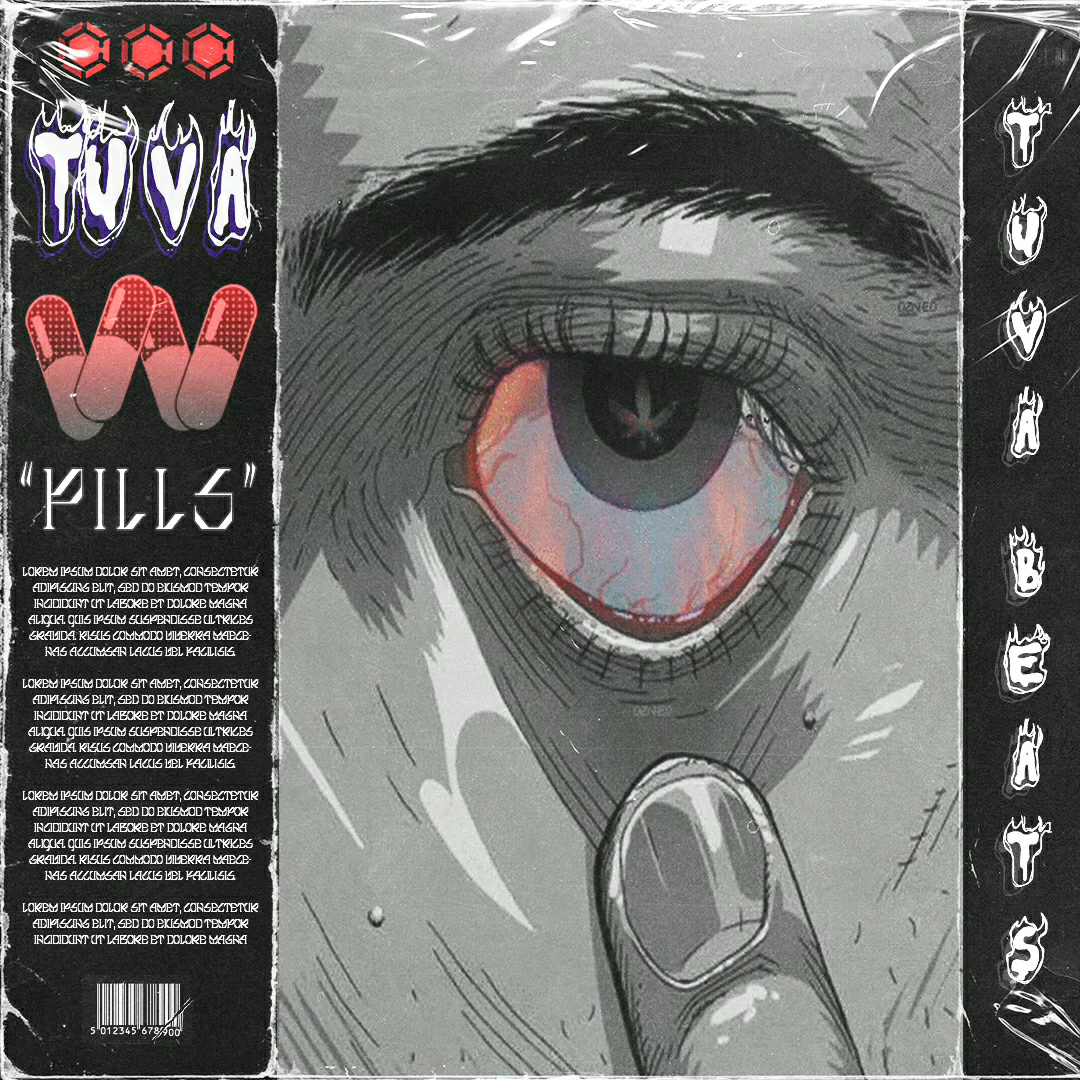 TUVA
"PILLS"
LOREM IPSUM DOLOR SIT AMET, CONSECTETUR
ADIPISCING ELIT, SED DO EIUSMOD TEMPOR
INCIDIDUNT UT LABORE ET DOLORE MAGNA
ALIQUA. QUIS IPSUM SUSPENDISSE ULTRICES
GRAVIDA. RISUS COMMODO VIVERRA MAECE-
NAS ACCUMSAN LACUS VEL FACILISIS.
LOREM IPSUM DOLOR SIT AMET, CONSECTETUR
ADIPISCING ELIT, SED DO EIUSMOD TEMPOR
INCIDIDUNT UT LABORE ET DOLORE MAGNA
ALIQUA. QUIS IPSUM SUSPENDISSE ULTRICES
GRAVIDA. RISUS COMMODO VIVERRA MAECE-
NAS ACCUMSAN LACUS VEL FACILISIS.
LOREM IPSUM DOLOR SIT AMET, CONSECTETUR
ADIPISCING ELIT, SED DO EIUSMOD TEMPOR
INCIDIDUNT UT LABORE ET DOLORE MAGNA
ALIQUA. QUIS IPSUM SUSPENDISSE ULTRICES
GRAVIDA. RISUS COMMODO VIVERRA MAECE-
NAS ACCUMSAN LACUS VEL FACILISIS.
LOREM IPSUM DOLOR SIT AMET, CONSECTETUR
ADIPISCING ELIT, SED DO EIUSMOD TEMPOR
INCIDIDUNT UT LABORE ET DOLORE MAGNA
5 012345 678900
TUVA BEATS